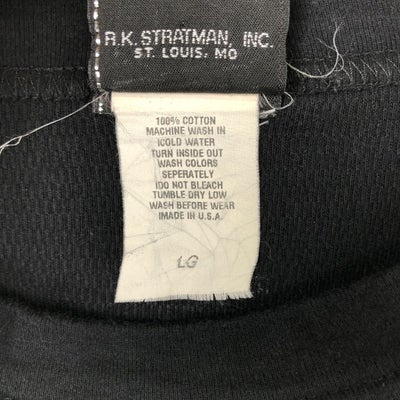 R.K. STRATMAN, INC.
ST. LOUIS, MO
100% COTTON
MACHINE WASH IN
COLD WATER
TURN INSIDE OUT
WASH COLORS
SEPERATELY
DO NOT BLEACH
TUMBLE DRY LOW
WASH BEFORE WEAR
MADE IN U.S.A.
LG